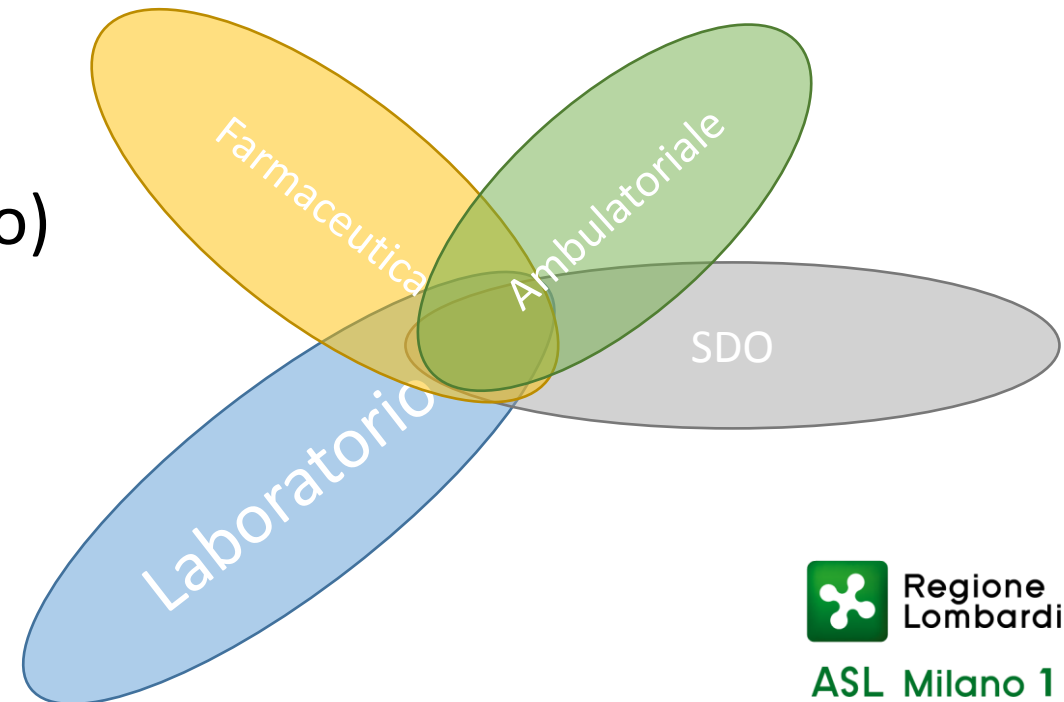 o)
Farmaceutica
Ambulatoriale
SDO
Laboratorio
Regione
Lombardi
ASL Milano 1